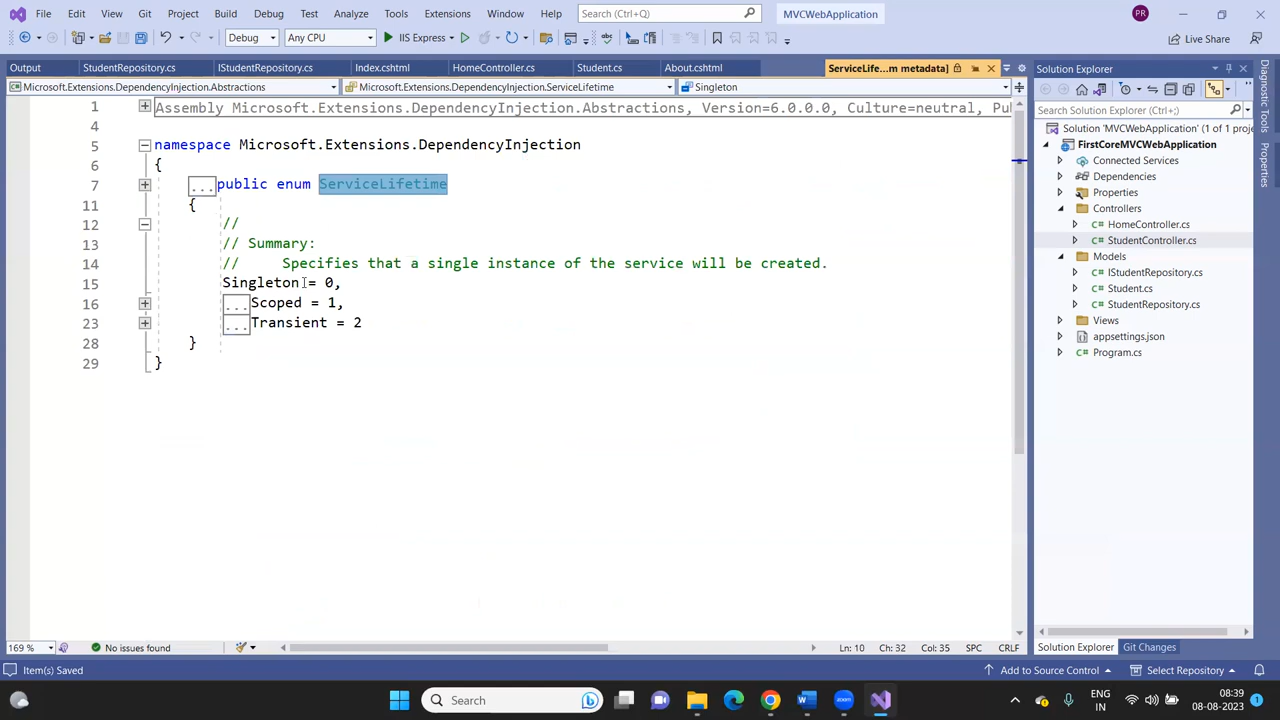 File Edit View Git Project Build Debug Test Analyze Tools Extensions Window Help Search (Ctrl+Q) MVCWebApplication PR
Debug Any CPU IIS Express Live Share
Output StudentRepository.cs IStudentRepository.cs Index.cshtml HomeController.cs Student.cs About.cshtml ServiceLife...m metadata]
Microsoft.Extensions.DependencyInjection.Abstractions Microsoft.Extensions.DependencyInjection.ServiceLifetime Singleton
1 Assembly Microsoft.Extensions.DependencyInjection.Abstractions, Version=6.0.0.0, Culture=neutral, Pu
4
5 namespace Microsoft.Extensions.DependencyInjection
6 {
7 ...public enum ServiceLifetime
11 {
12 //
13 // Summary:
14 // Specifies that a single instance of the service will be created.
15 Singleton = 0,
16 ...Scoped = 1,
23 ...Transient = 2
28 }
29 }
169 % No issues found Ln: 10 Ch: 32 Col: 35 SPC CRLF
Solution Explorer
Search Solution Explorer (Ctrl+;)
Solution 'MVCWebApplication' (1 of 1 proje
FirstCoreMVCWebApplication
Connected Services
Dependencies
Properties
Controllers
HomeController.cs
StudentController.cs
Models
IStudentRepository.cs
Student.cs
StudentRepository.cs
Views
appsettings.json
Program.cs
Solution Explorer Git Changes
Diagnostic Tools
Properties
Item(s) Saved Add to Source Control Select Repository
Search ENG
IN
08:39
08-08-2023